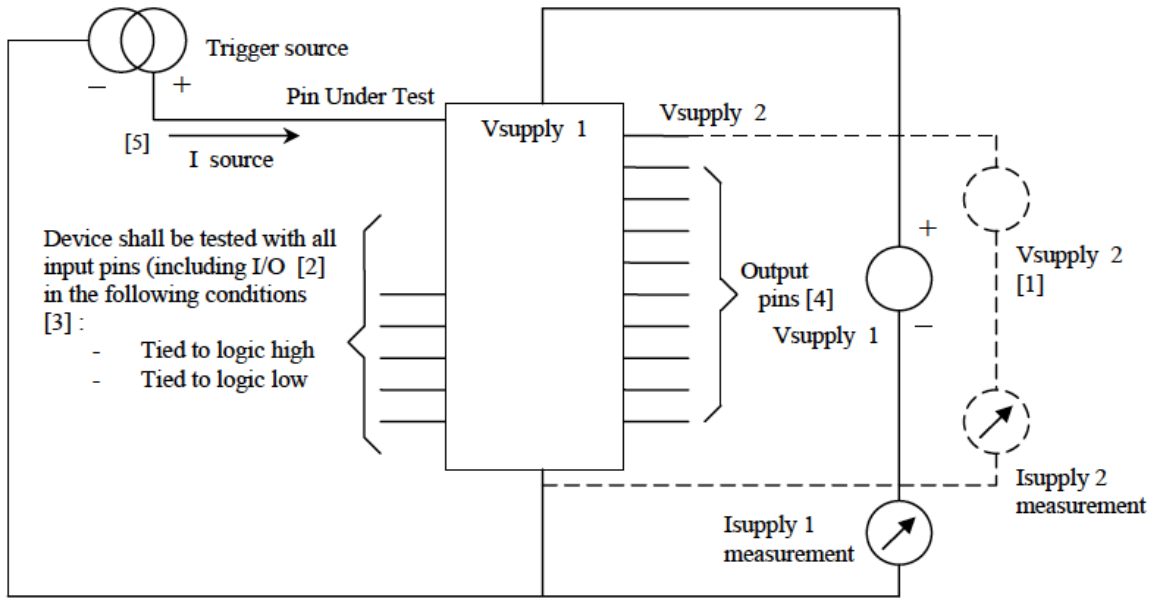 Trigger source
–
+
Pin Under Test
[5]
I source
Vsupply 1
Vsupply 2
Device shall be tested with all
input pins (including I/O [2]
in the following conditions
[3] :
- Tied to logic high
- Tied to logic low
Output
pins [4]
+
Vsupply 1
–
Vsupply 2
[1]
Isupply 2
measurement
Isupply 1
measurement